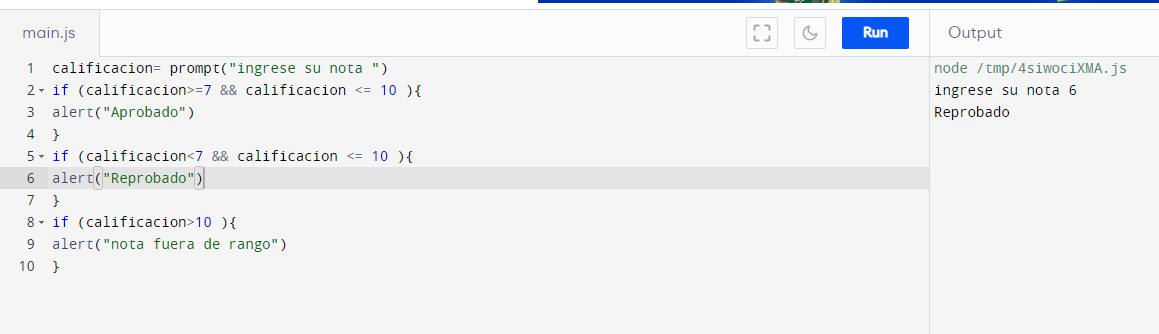 main.js
Run
Output
1 calificacion= prompt("ingrese su nota ")
2 if (calificacion>=7 && calificacion <= 10 ){
3 alert("Aprobado")
4 }
5 if (calificacion<7 && calificacion <= 10 ){
6 alert("Reprobado")
7 }
8 if (calificacion>10 ){
9 alert("nota fuera de rango")
10 }
node /tmp/4siwociXMA.js
ingrese su nota 6
Reprobado